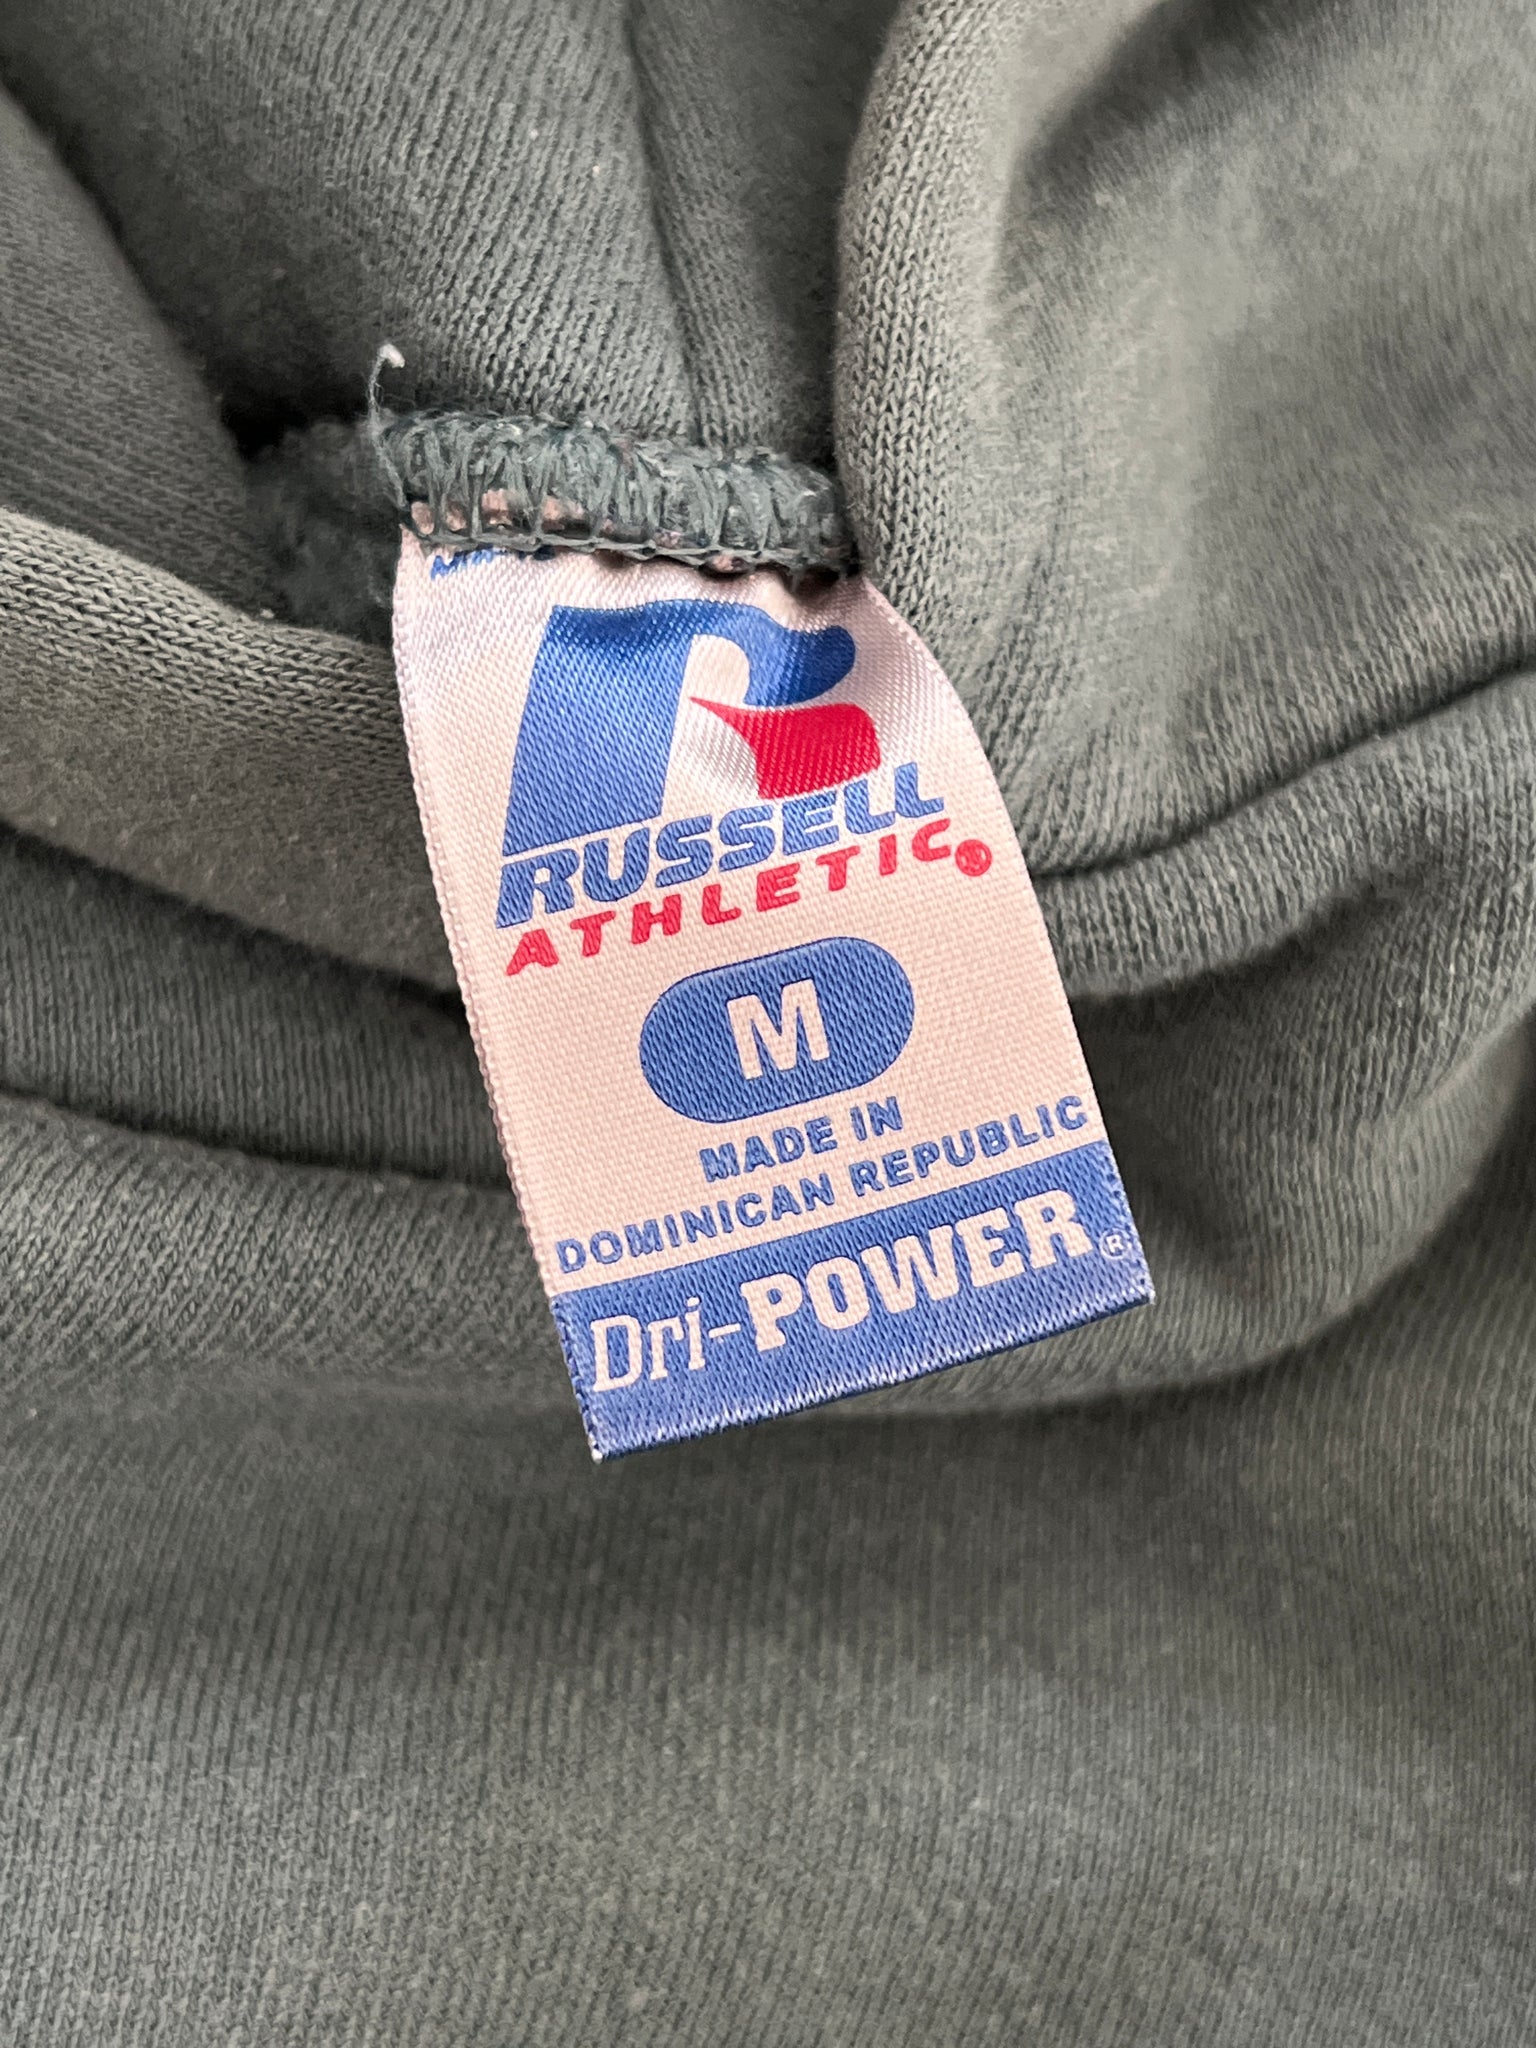 RUSSELL
ATHLETIC®
M
MADE IN
DOMINICAN REPUBLIC
Dri-POWER®